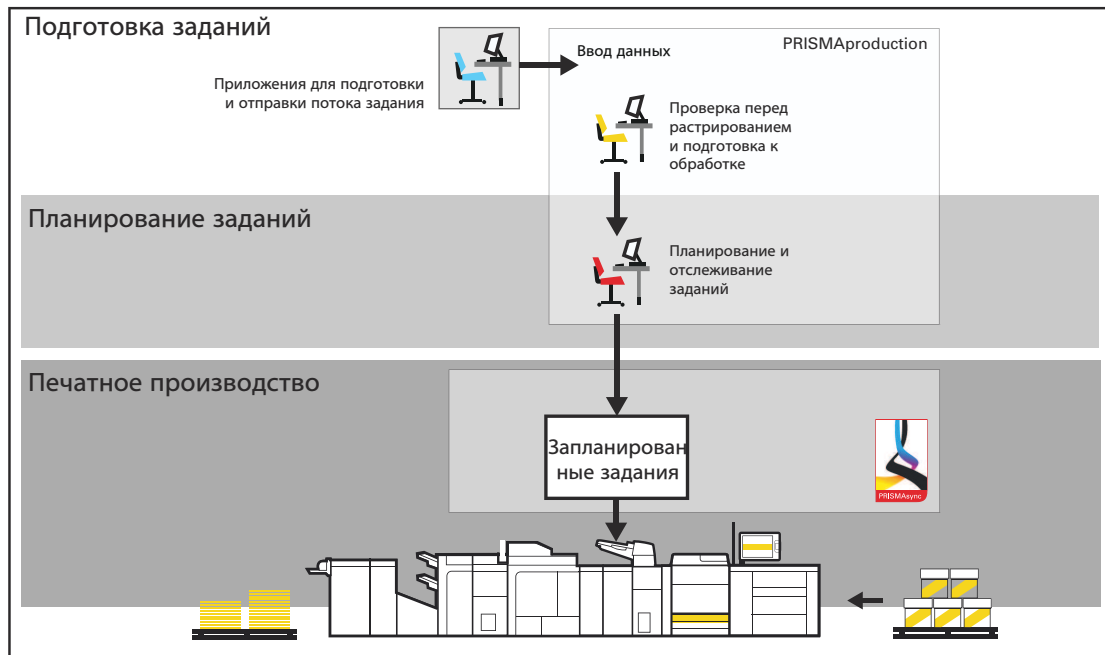 Подготовка заданий
PRISMAproduction
Ввод данных
Приложения для подготовки
и отправки потока задания
Проверка перед
растрированием
и подготовка к
обработке
Планирование заданий
Планирование и
отслеживание
заданий
Печатное производство
Запланирован
ные задания
PRISMAsync